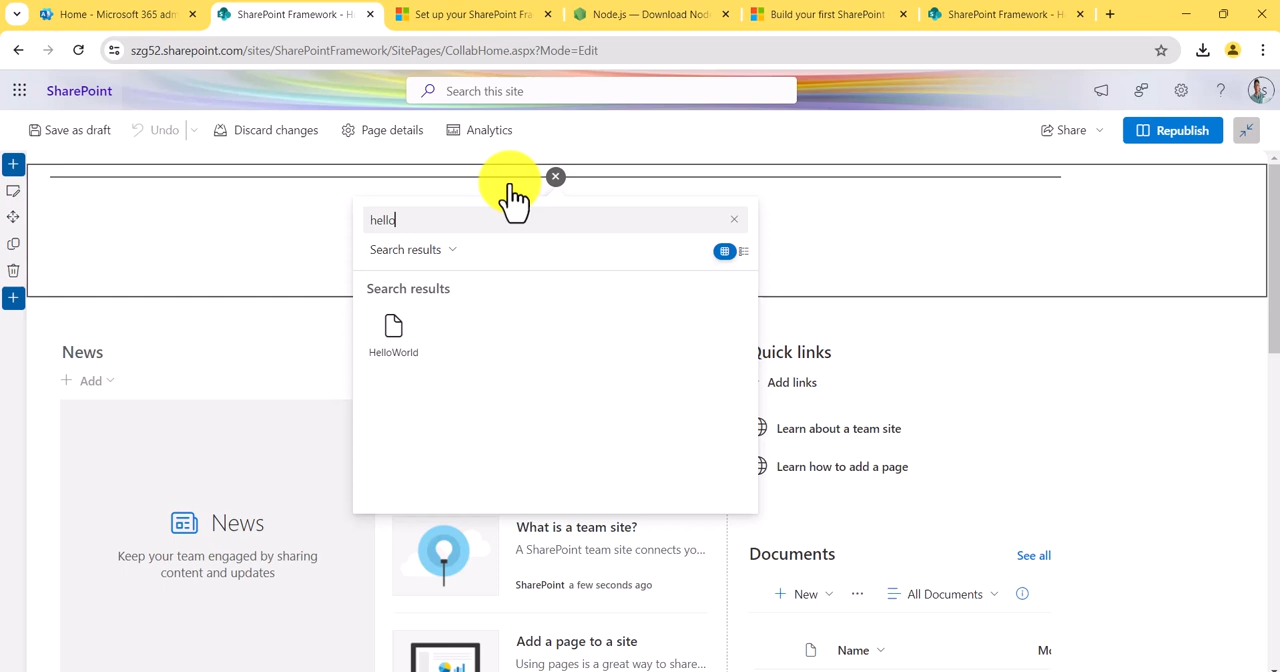 Home - Microsoft 365 adm
SharePoint Framework - Ho
Set up your SharePoint Fra
Node.js — Download Node
Build your first SharePoint
SharePoint Framework - H
szg52.sharepoint.com/sites/SharePointFramework/SitePages/CollabHome.aspx?Mode=Edit
SharePoint
Search this site
Save as draft
Undo
Discard changes
Page details
Analytics
Share
Republish
hello
Search results
Search results
HelloWorld
News
Add
News
Keep your team engaged by sharing
content and updates
What is a team site?
A SharePoint team site connects yo...
SharePoint a few seconds ago
Add a page to a site
Using pages is a great way to share...
Quick links
Add links
Learn about a team site
Learn how to add a page
Documents
See all
New
All Documents
Name